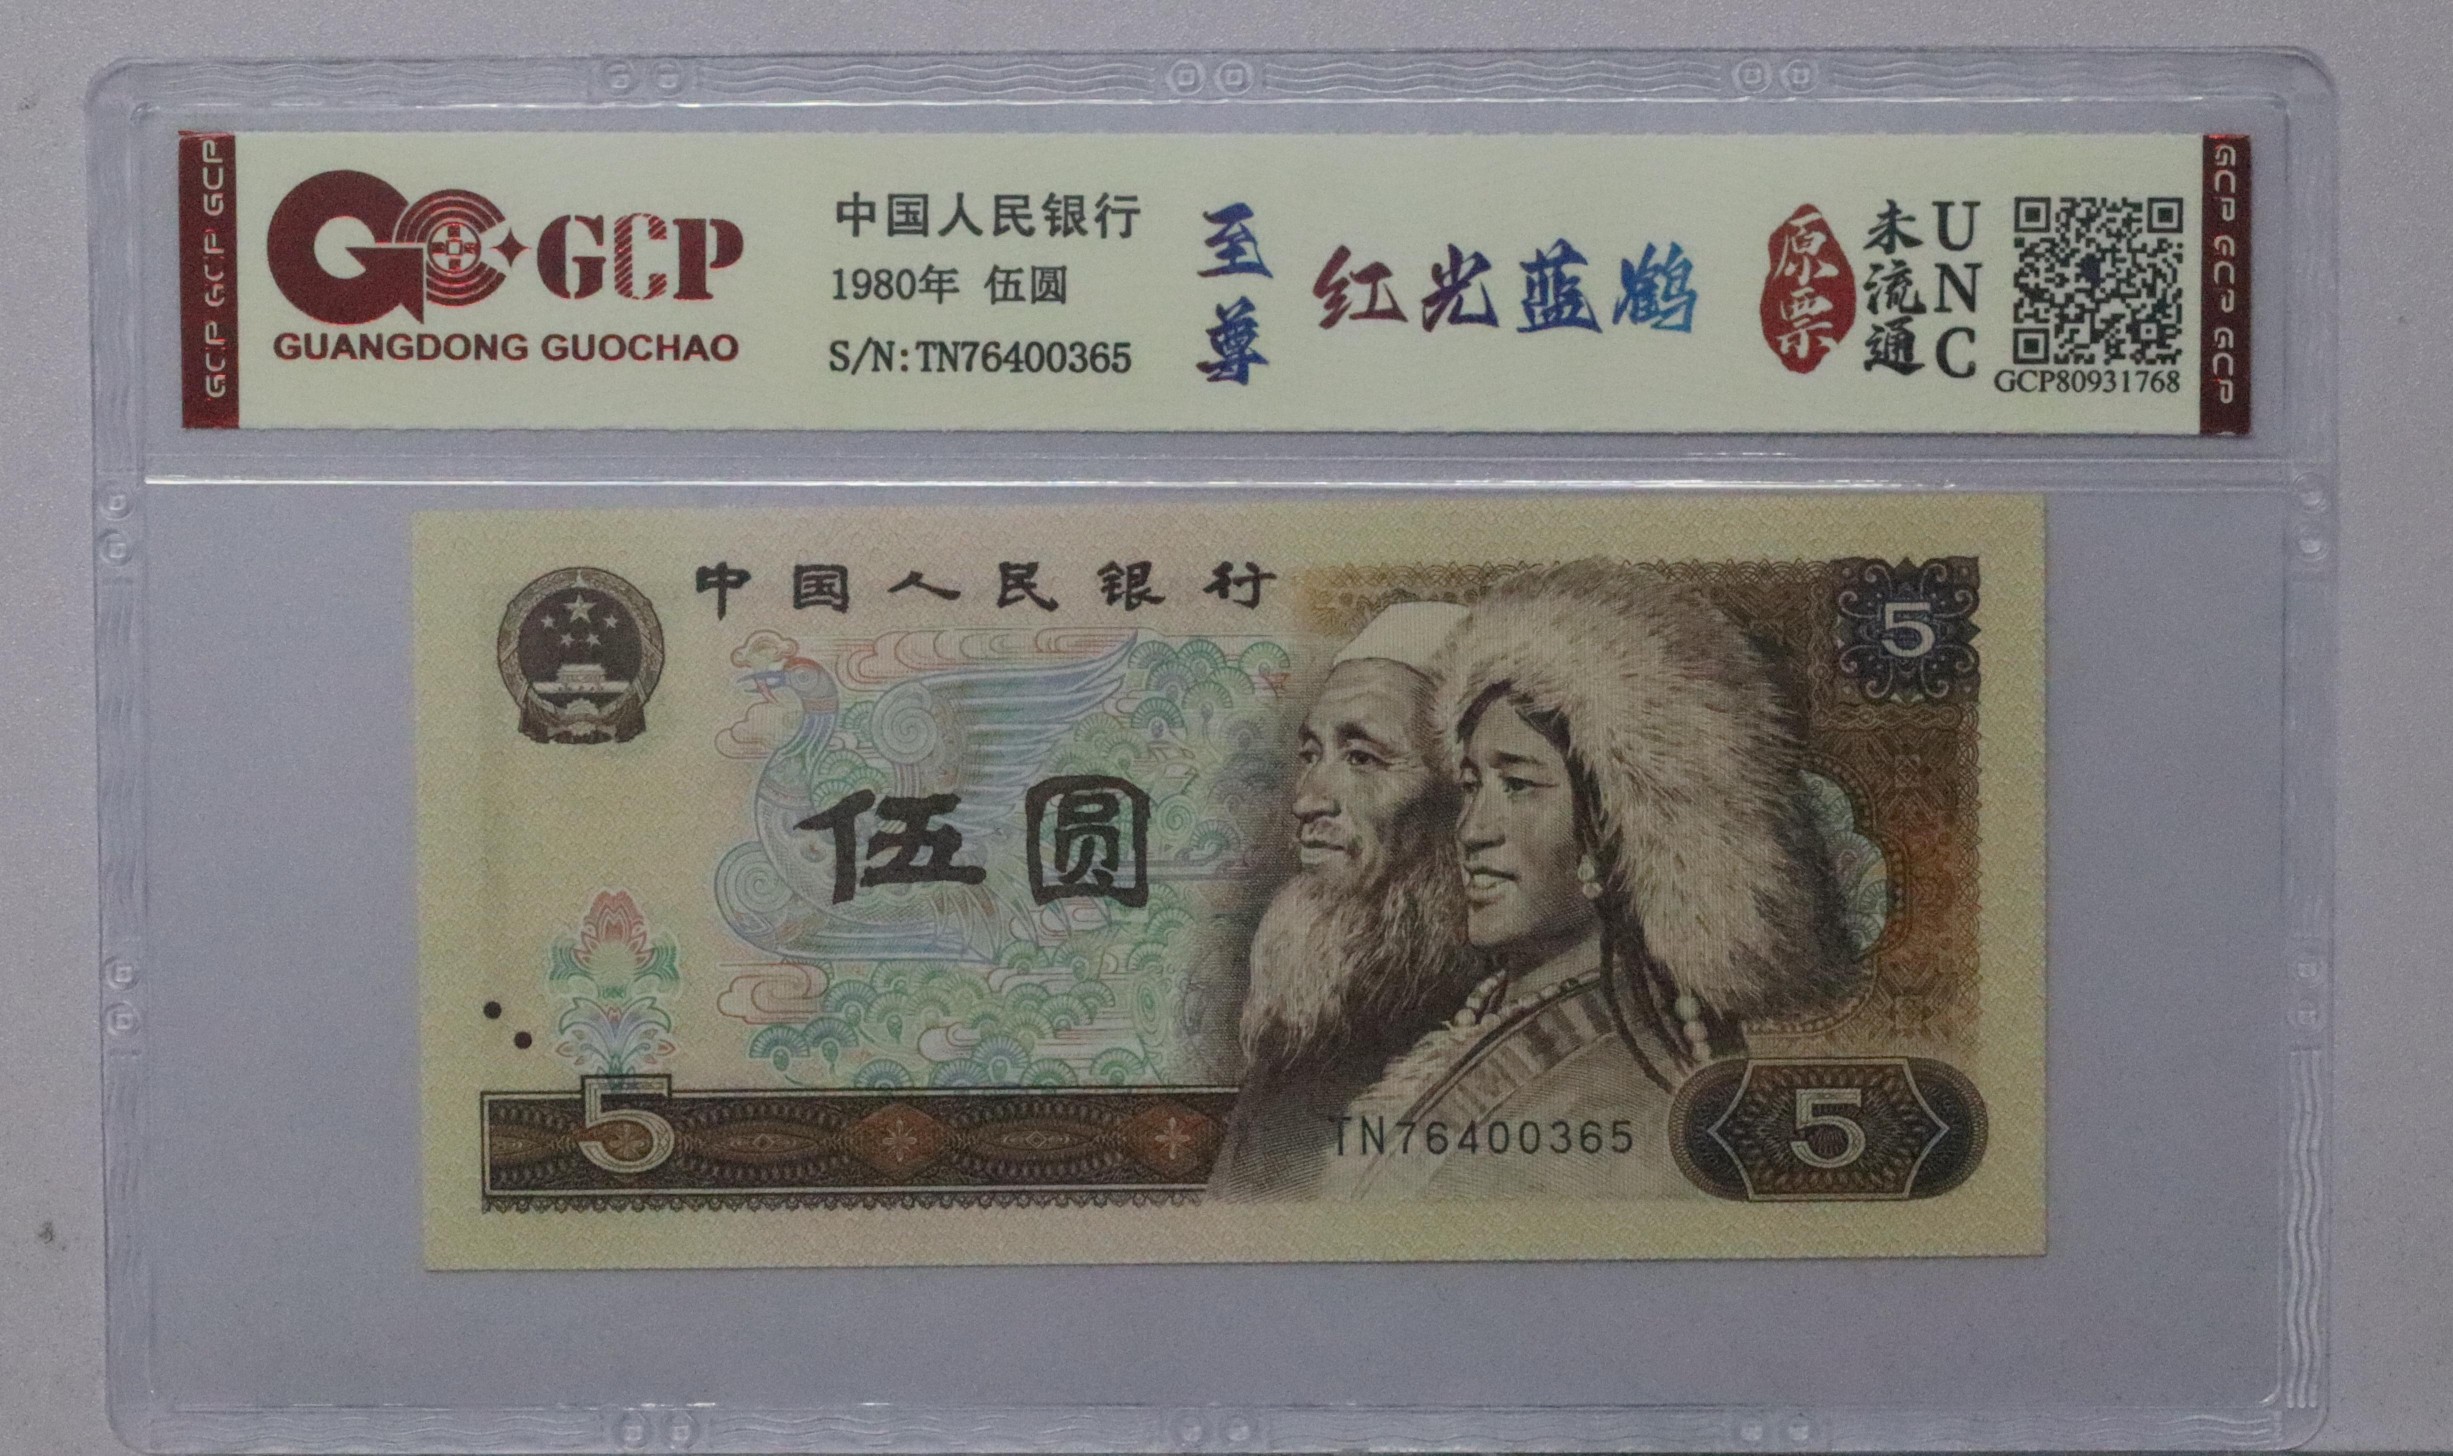 GCP GCP GCP
GCP
GUANGDONG GUOCHAO
中国人民银行
1980年 伍圆
S/N:TN76400365
至尊
红光蓝鹤
原票
未流通
UNC
GCP80931768
GCP GCP GCP
中国人民银行
5
伍圆
5
TN76400365
5